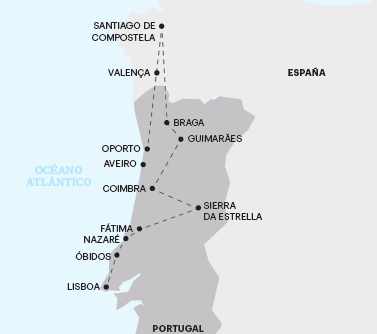 SANTIAGO DE
COMPOSTELA
VALENÇA
ESPAÑA
BRAGA
GUIMARÃES
OPORTO
AVEIRO
OCÉANO
ATLÁNTICO
COIMBRA
SIERRA
DA ESTRELLA
FÁTIMA
NAZARÉ
ÓBIDOS
LISBOA
PORTUGAL